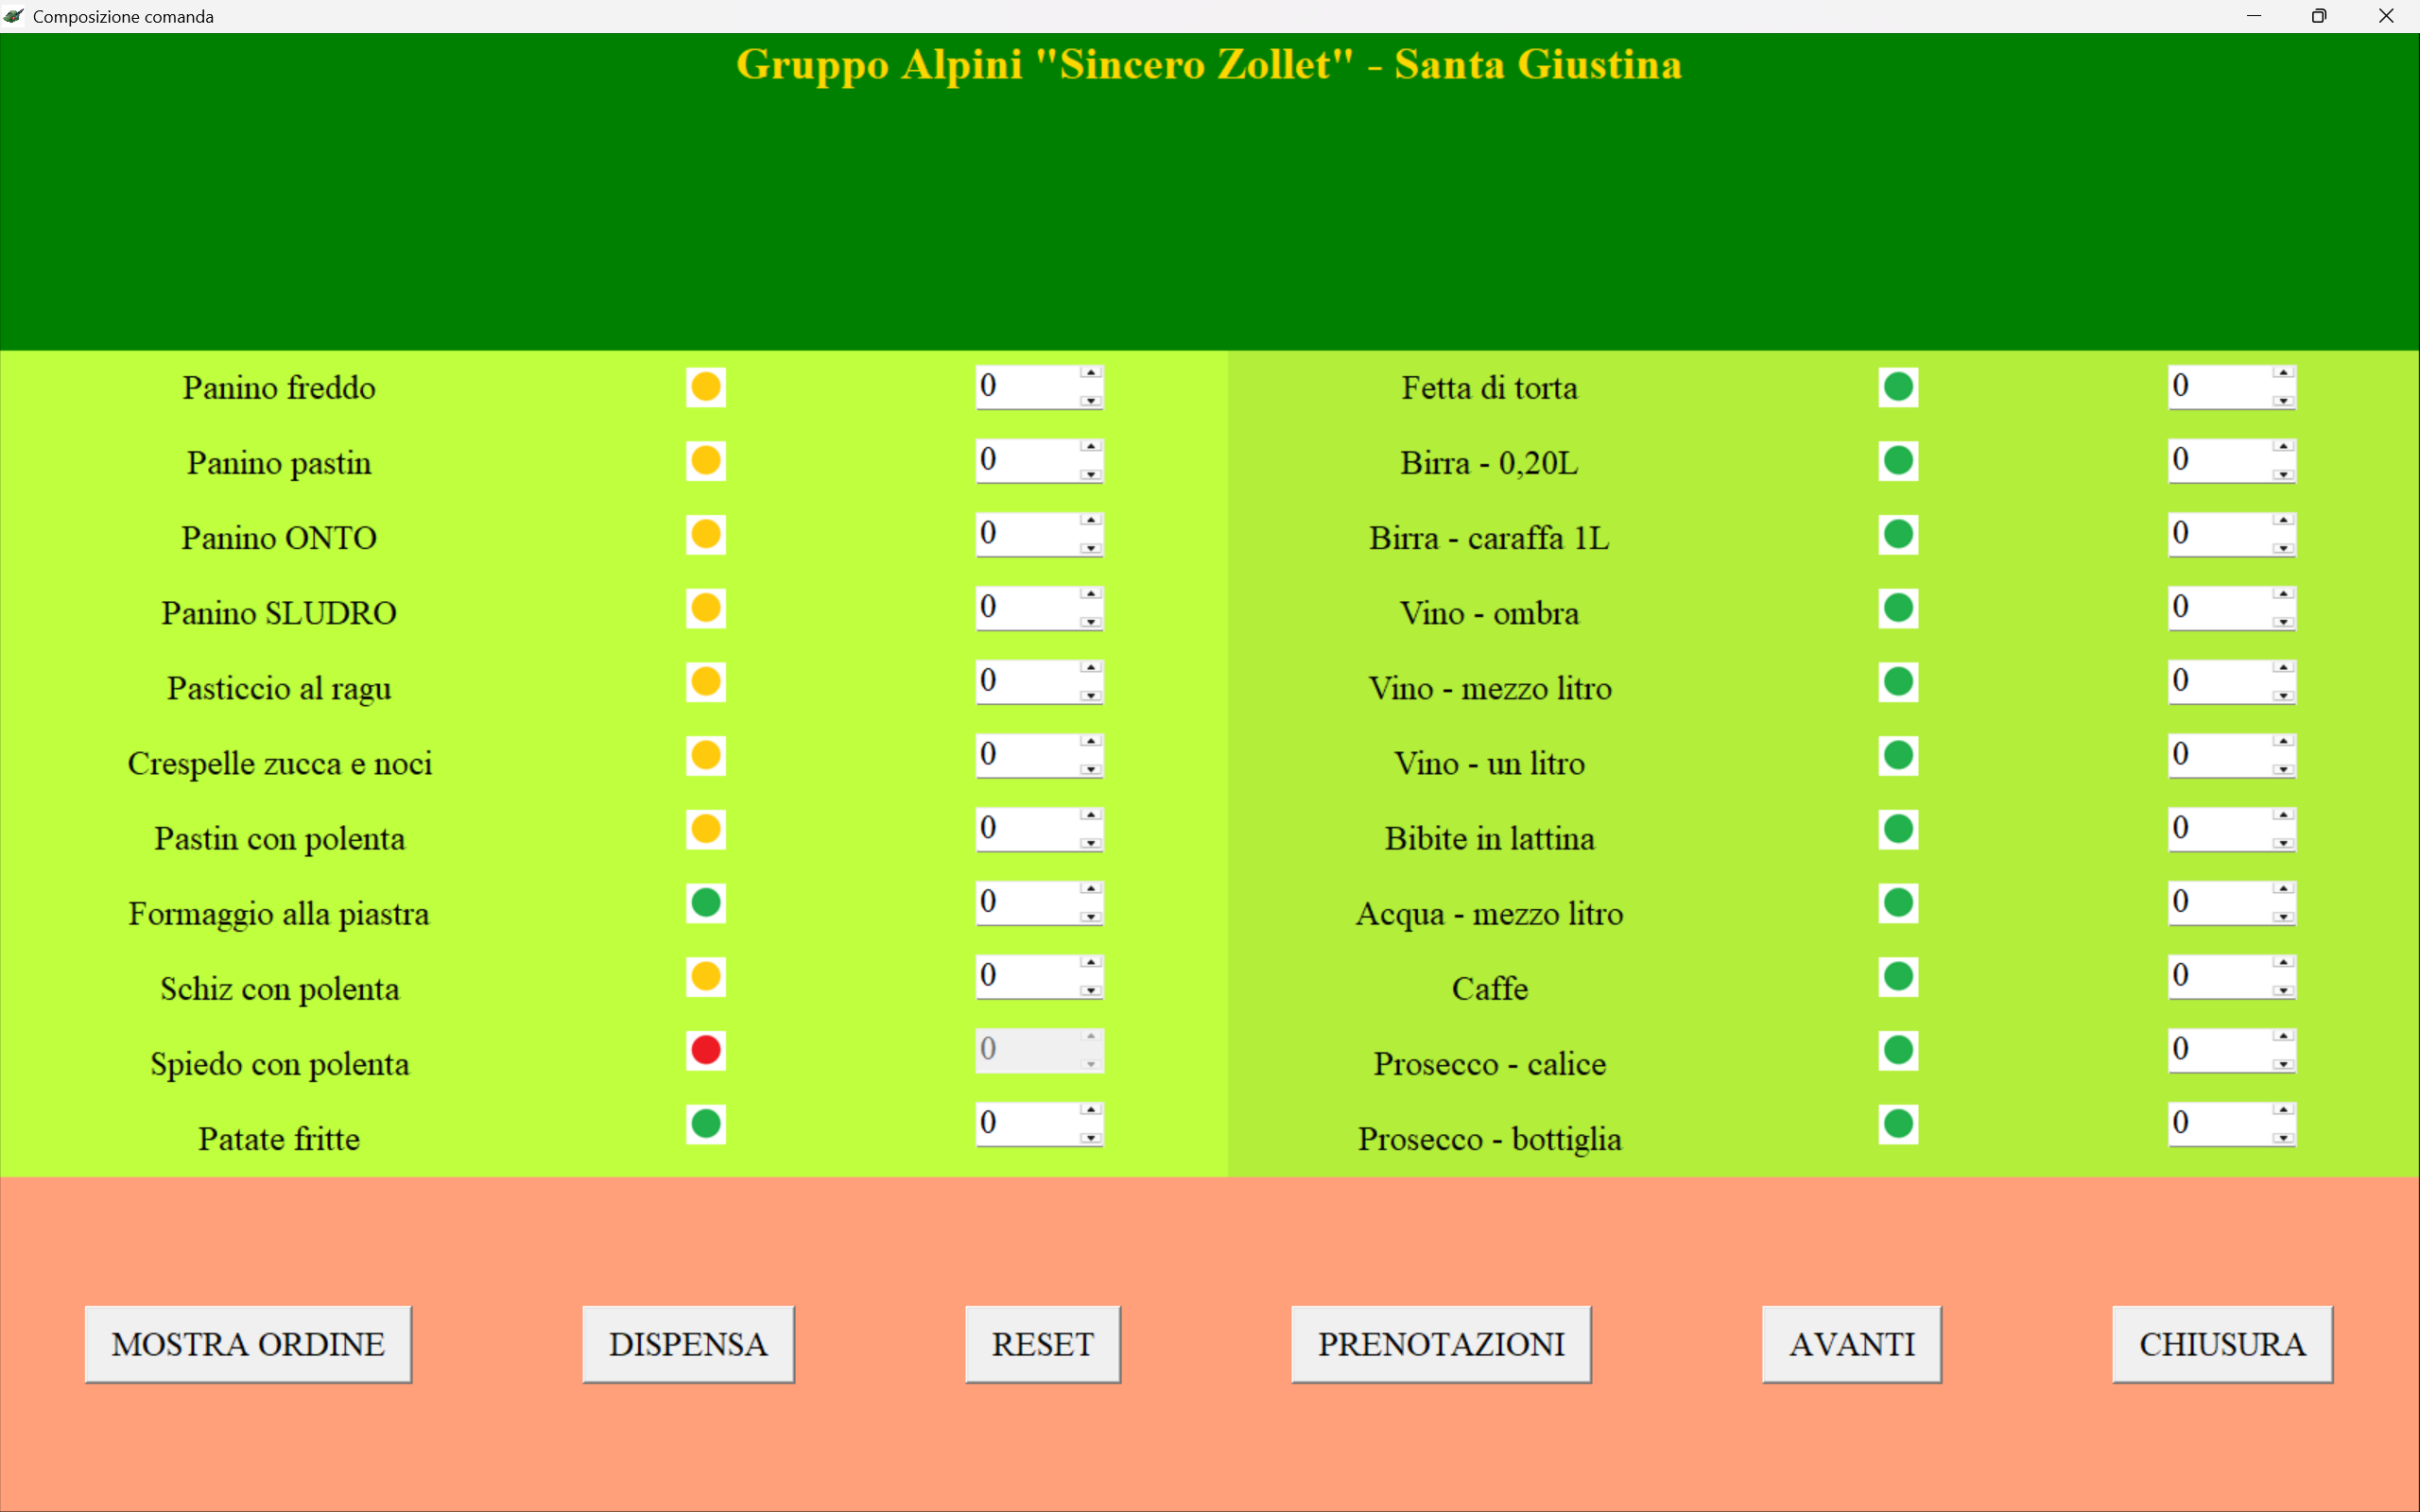 Composizione comanda
Gruppo Alpini "Sincero Zollet" - Santa Giustina
Panino freddo 0
Panino pastin 0
Panino ONTO 0
Panino SLUDRO 0
Pasticcio al ragu 0
Crespelle zucca e noci 0
Pastin con polenta 0
Formaggio alla piastra 0
Schiz con polenta 0
Spiedo con polenta 0
Patate fritte 0
Fetta di torta 0
Birra - 0,20L 0
Birra - caraffa 1L 0
Vino - ombra 0
Vino - mezzo litro 0
Vino - un litro 0
Bibite in lattina 0
Acqua - mezzo litro 0
Caffe 0
Prosecco - calice 0
Prosecco - bottiglia 0
MOSTRA ORDINE DISPENSA RESET PRENOTAZIONI AVANTI CHIUSURA